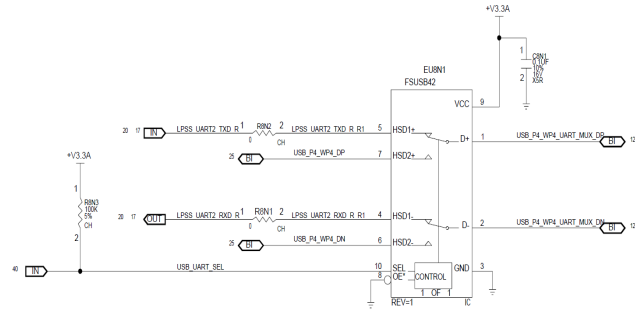 +V3.3A
EU8N1
FSUSB42
1 C8N1
0.1UF
10%
16V
2 X5R
VCC 9
20 17 IN LPSS_UART2_TXD_R 1 R8N2 2 LPSS_UART2_TXD_R_R1 5 HSD1+ D+ 1 USB_P4_WP4_UART_MUX_DP BI 12
0 CH
25 BI USB_P4_WP4_DP 7 HSD2+
+V3.3A
1
R8N3
100K
5%
CH
2
20 17 OUT LPSS_UART2_RXD_R 1 R8N1 2 LPSS_UART2_RXD_R_R1 4 HSD1- D- 2 USB_P4_WP4_UART_MUX_DN BI 12
0 CH
25 BI USB_P4_WP4_DN 6 HSD2-
40 IN USB_UART_SEL 10 SEL CONTROL GND 3
8 OE*
1 OF 1
REV=1 IC